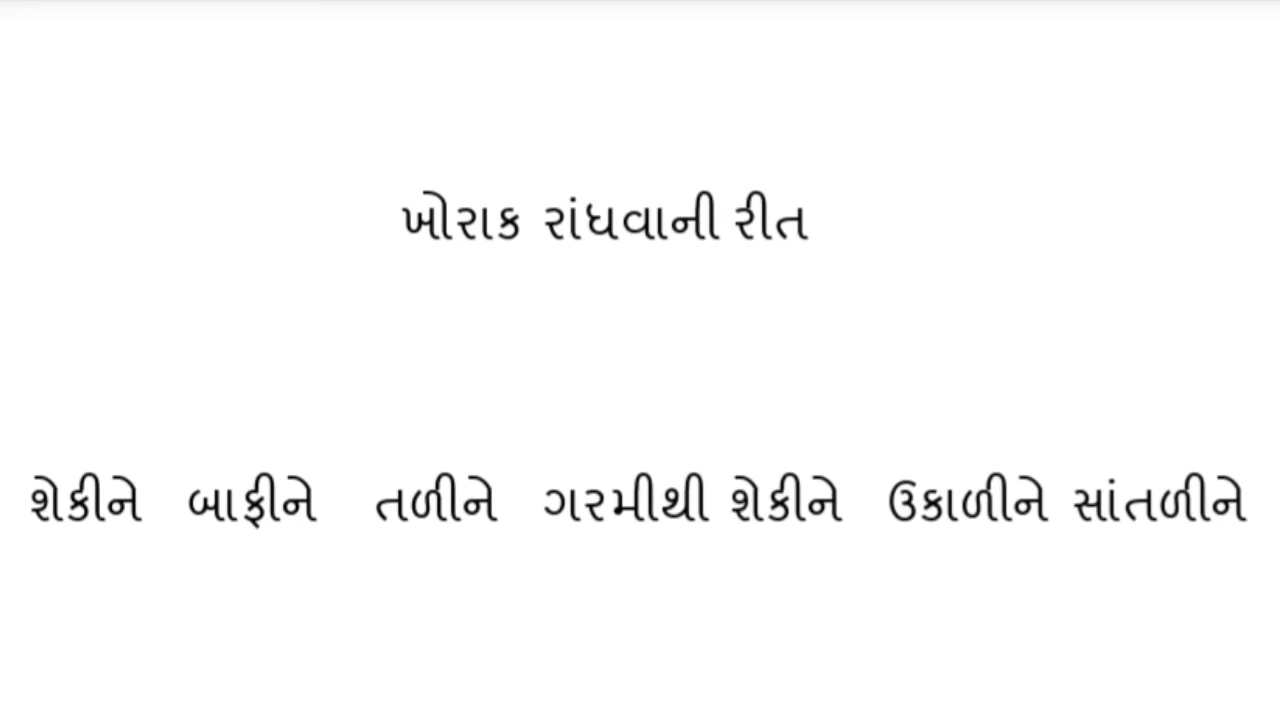 ખોરાક રાંધવાની રીત
શેકીને બાફીને તળીને ગરમીથી શેકીને ઉકાળીને સાંતળીને